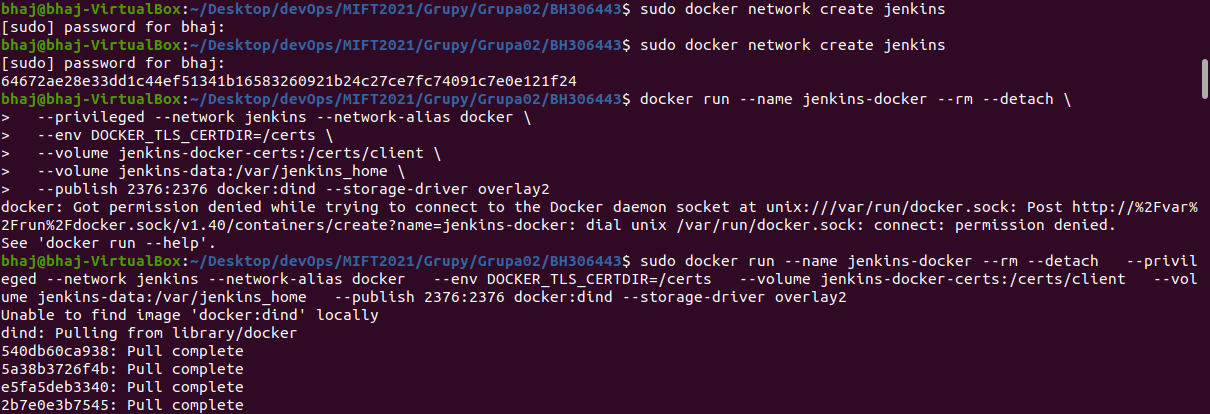 bhaj@bhaj-VirtualBox:~/Desktop/devOps/MIFT2021/Grupy/Grupa02/BH306443$ sudo docker network create jenkins
[sudo] password for bhaj:
bhaj@bhaj-VirtualBox:~/Desktop/devOps/MIFT2021/Grupy/Grupa02/BH306443$ sudo docker network create jenkins
[sudo] password for bhaj:
64672ae28e33dd1c44ef51341b16583260921b24c27ce7fc74091c7e0e121f24
bhaj@bhaj-VirtualBox:~/Desktop/devOps/MIFT2021/Grupy/Grupa02/BH306443$ docker run --name jenkins-docker --rm --detach \
>   --privileged --network jenkins --network-alias docker \
>   --env DOCKER_TLS_CERTDIR=/certs \
>   --volume jenkins-docker-certs:/certs/client \
>   --volume jenkins-data:/var/jenkins_home \
>   --publish 2376:2376 docker:dind --storage-driver overlay2
docker: Got permission denied while trying to connect to the Docker daemon socket at unix:///var/run/docker.sock: Post http://%2Fvar%
2Frun%2Fdocker.sock/v1.40/containers/create?name=jenkins-docker: dial unix /var/run/docker.sock: connect: permission denied.
See 'docker run --help'.
bhaj@bhaj-VirtualBox:~/Desktop/devOps/MIFT2021/Grupy/Grupa02/BH306443$ sudo docker run --name jenkins-docker --rm --detach   --privil
eged --network jenkins --network-alias docker   --env DOCKER_TLS_CERTDIR=/certs   --volume jenkins-docker-certs:/certs/client   --vol
ume jenkins-data:/var/jenkins_home   --publish 2376:2376 docker:dind --storage-driver overlay2
Unable to find image 'docker:dind' locally
dind: Pulling from library/docker
540db60ca938: Pull complete
5a38b3726f4b: Pull complete
e5fa5deb3340: Pull complete
2b7e0e3b7545: Pull complete